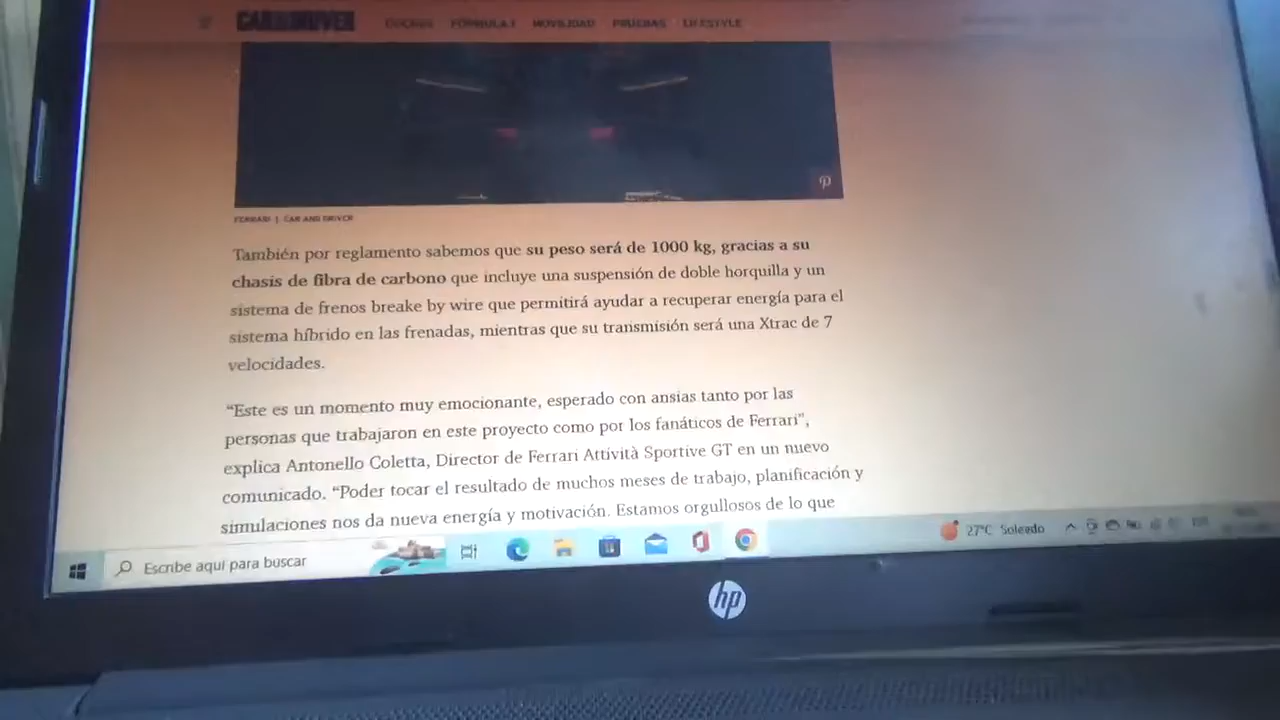 CAR AND DRIVER COCHES FÓRMULA 1 MOVILIDAD PRUEBAS LIFESTYLE
FERRARI | CAR AND DRIVER
También por reglamento sabemos que su peso será de 1000 kg, gracias a su
chasis de fibra de carbono que incluye una suspensión de doble horquilla y un
sistema de frenos breake by wire que permitirá ayudar a recuperar energía para el
sistema híbrido en las frenadas, mientras que su transmisión será una Xtrac de 7
velocidades.
“Este es un momento muy emocionante, esperado con ansias tanto por las
personas que trabajaron en este proyecto como por los fanáticos de Ferrari”,
explica Antonello Coletta, Director de Ferrari Attività Sportive GT en un nuevo
comunicado. “Poder tocar el resultado de muchos meses de trabajo, planificación y
simulaciones nos da nueva energía y motivación. Estamos orgullosos de lo que
Escribe aquí para buscar
27°C Soleado
hp